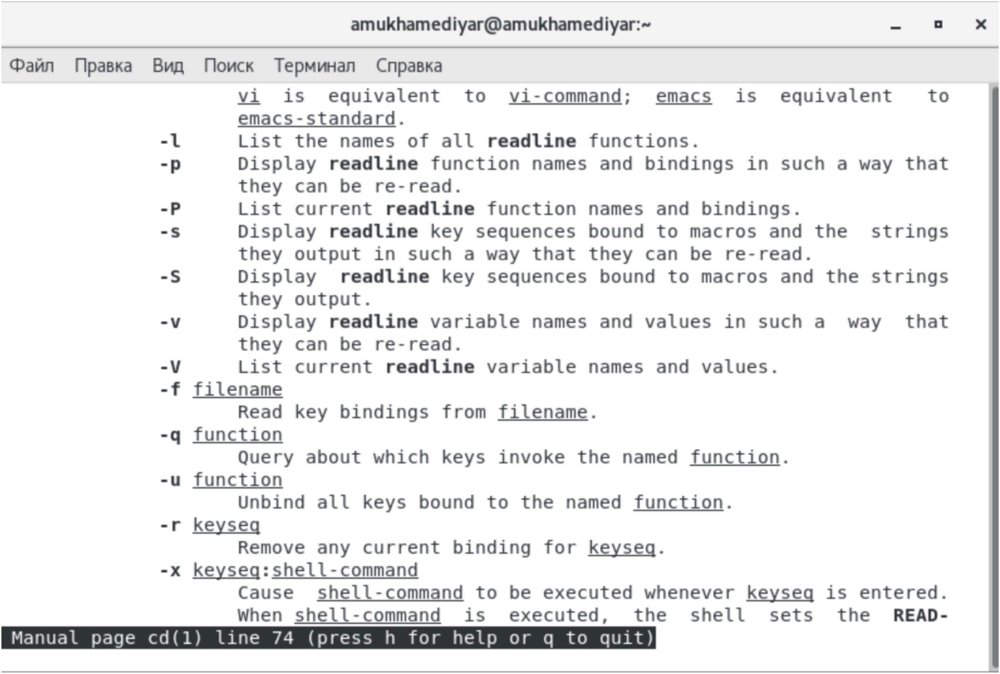 amukhamediyar@amukhamediyar:~
Файл Правка Вид Поиск Терминал Справка
vi is equivalent to vi-command; emacs is equivalent to
emacs-standard.
-l List the names of all readline functions.
-p Display readline function names and bindings in such a way that
they can be re-read.
-P List current readline function names and bindings.
-s Display readline key sequences bound to macros and the strings
they output in such a way that they can be re-read.
-S Display readline key sequences bound to macros and the strings
they output.
-v Display readline variable names and values in such a way that
they can be re-read.
-V List current readline variable names and values.
-f filename
Read key bindings from filename.
-q function
Query about which keys invoke the named function.
-u function
Unbind all keys bound to the named function.
-r keyseq
Remove any current binding for keyseq.
-x keyseq:shell-command
Cause shell-command to be executed whenever keyseq is entered.
When shell-command is executed, the shell sets the READ-
Manual page cd(1) line 74 (press h for help or q to quit)